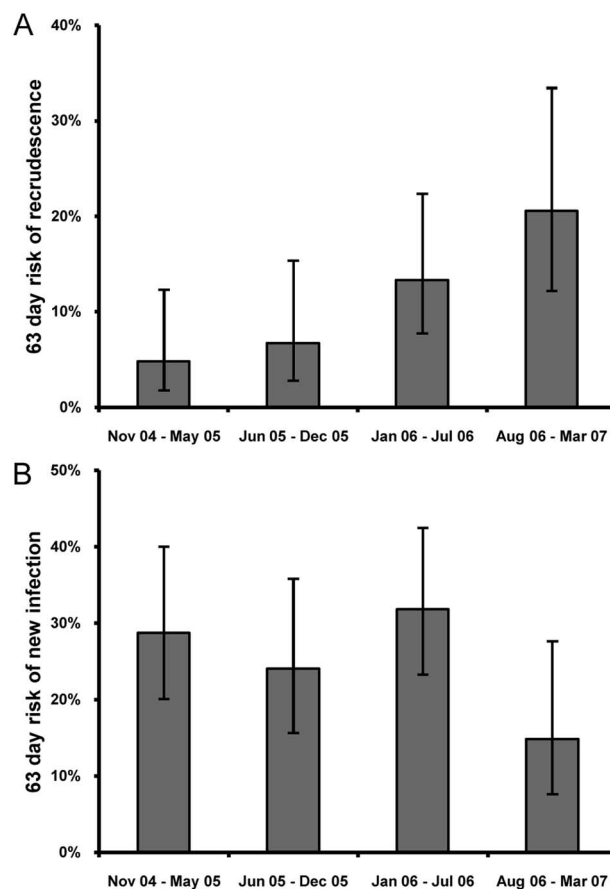 A
63 day risk of recrudescence
40%
30%
20%
10%
0%
Nov 04 - May 05 Jun 05 - Dec 05 Jan 06 - Jul 06 Aug 06 - Mar 07
B
63 day risk of new infection
50%
40%
30%
20%
10%
0%
Nov 04 - May 05 Jun 05 - Dec 05 Jan 06 - Jul 06 Aug 06 - Mar 07